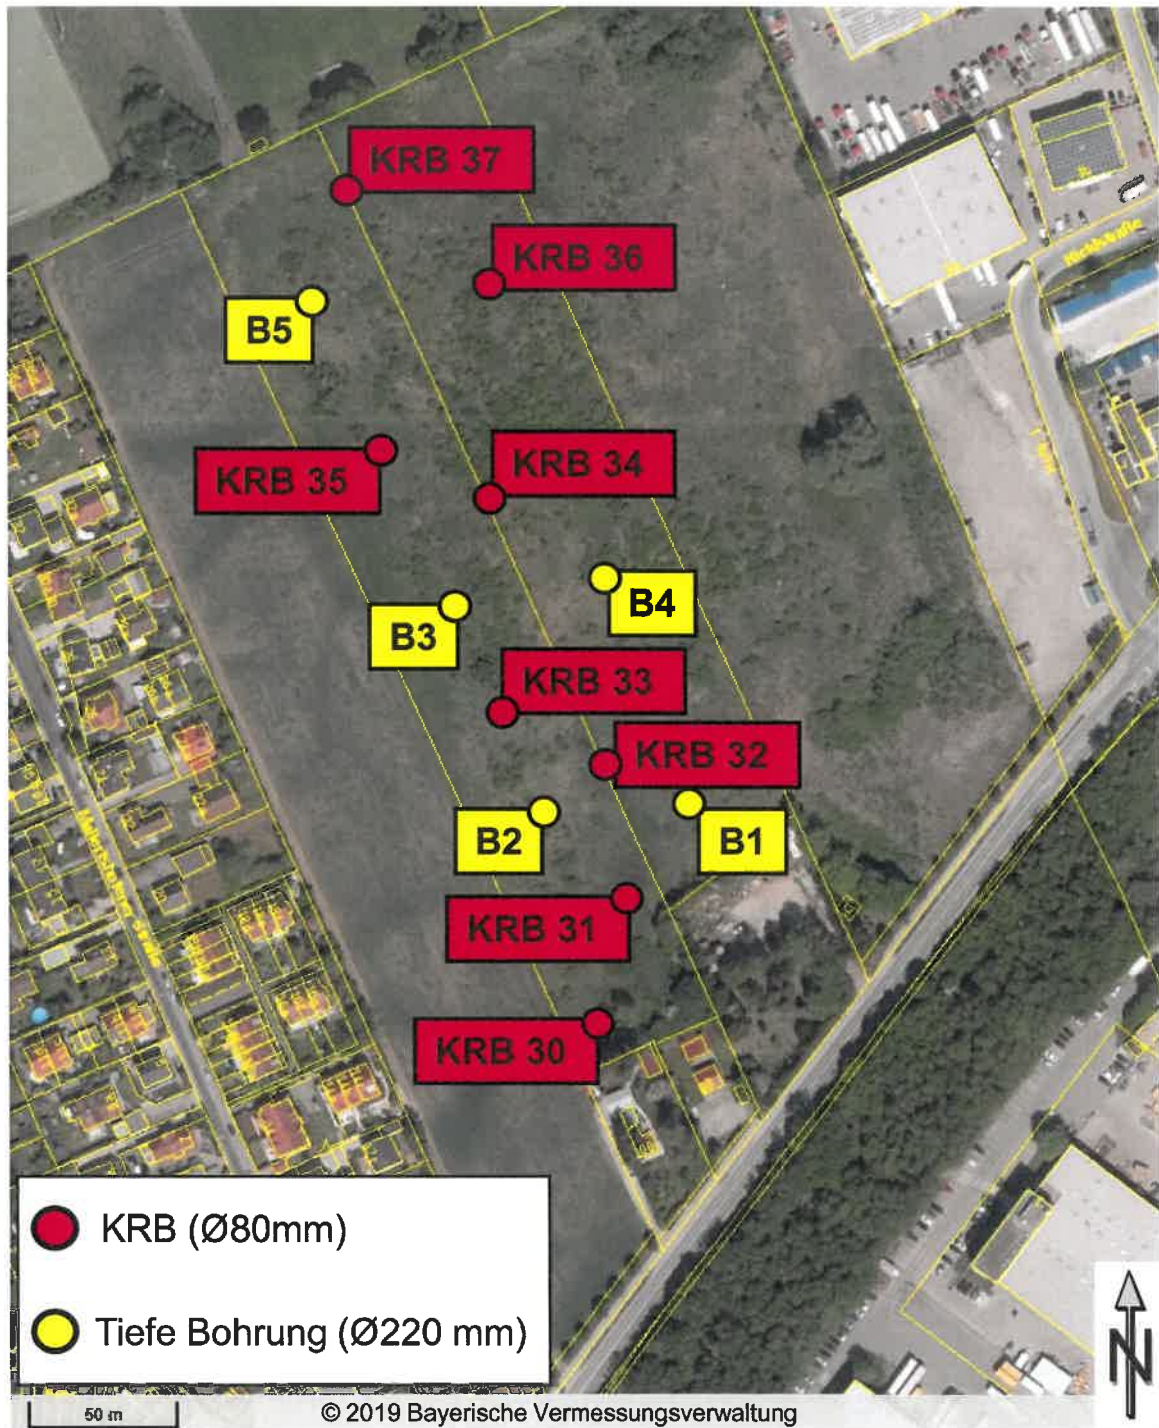 KRB 37
KRB 36
B5
KRB 34
KRB 35
B4
B3
KRB 33
KRB 32
B2
B1
KRB 31
KRB 30
KRB (Ø80mm)
Tiefe Bohrung (Ø220 mm)
N
50 m
© 2019 Bayerische Vermessungsverwaltung